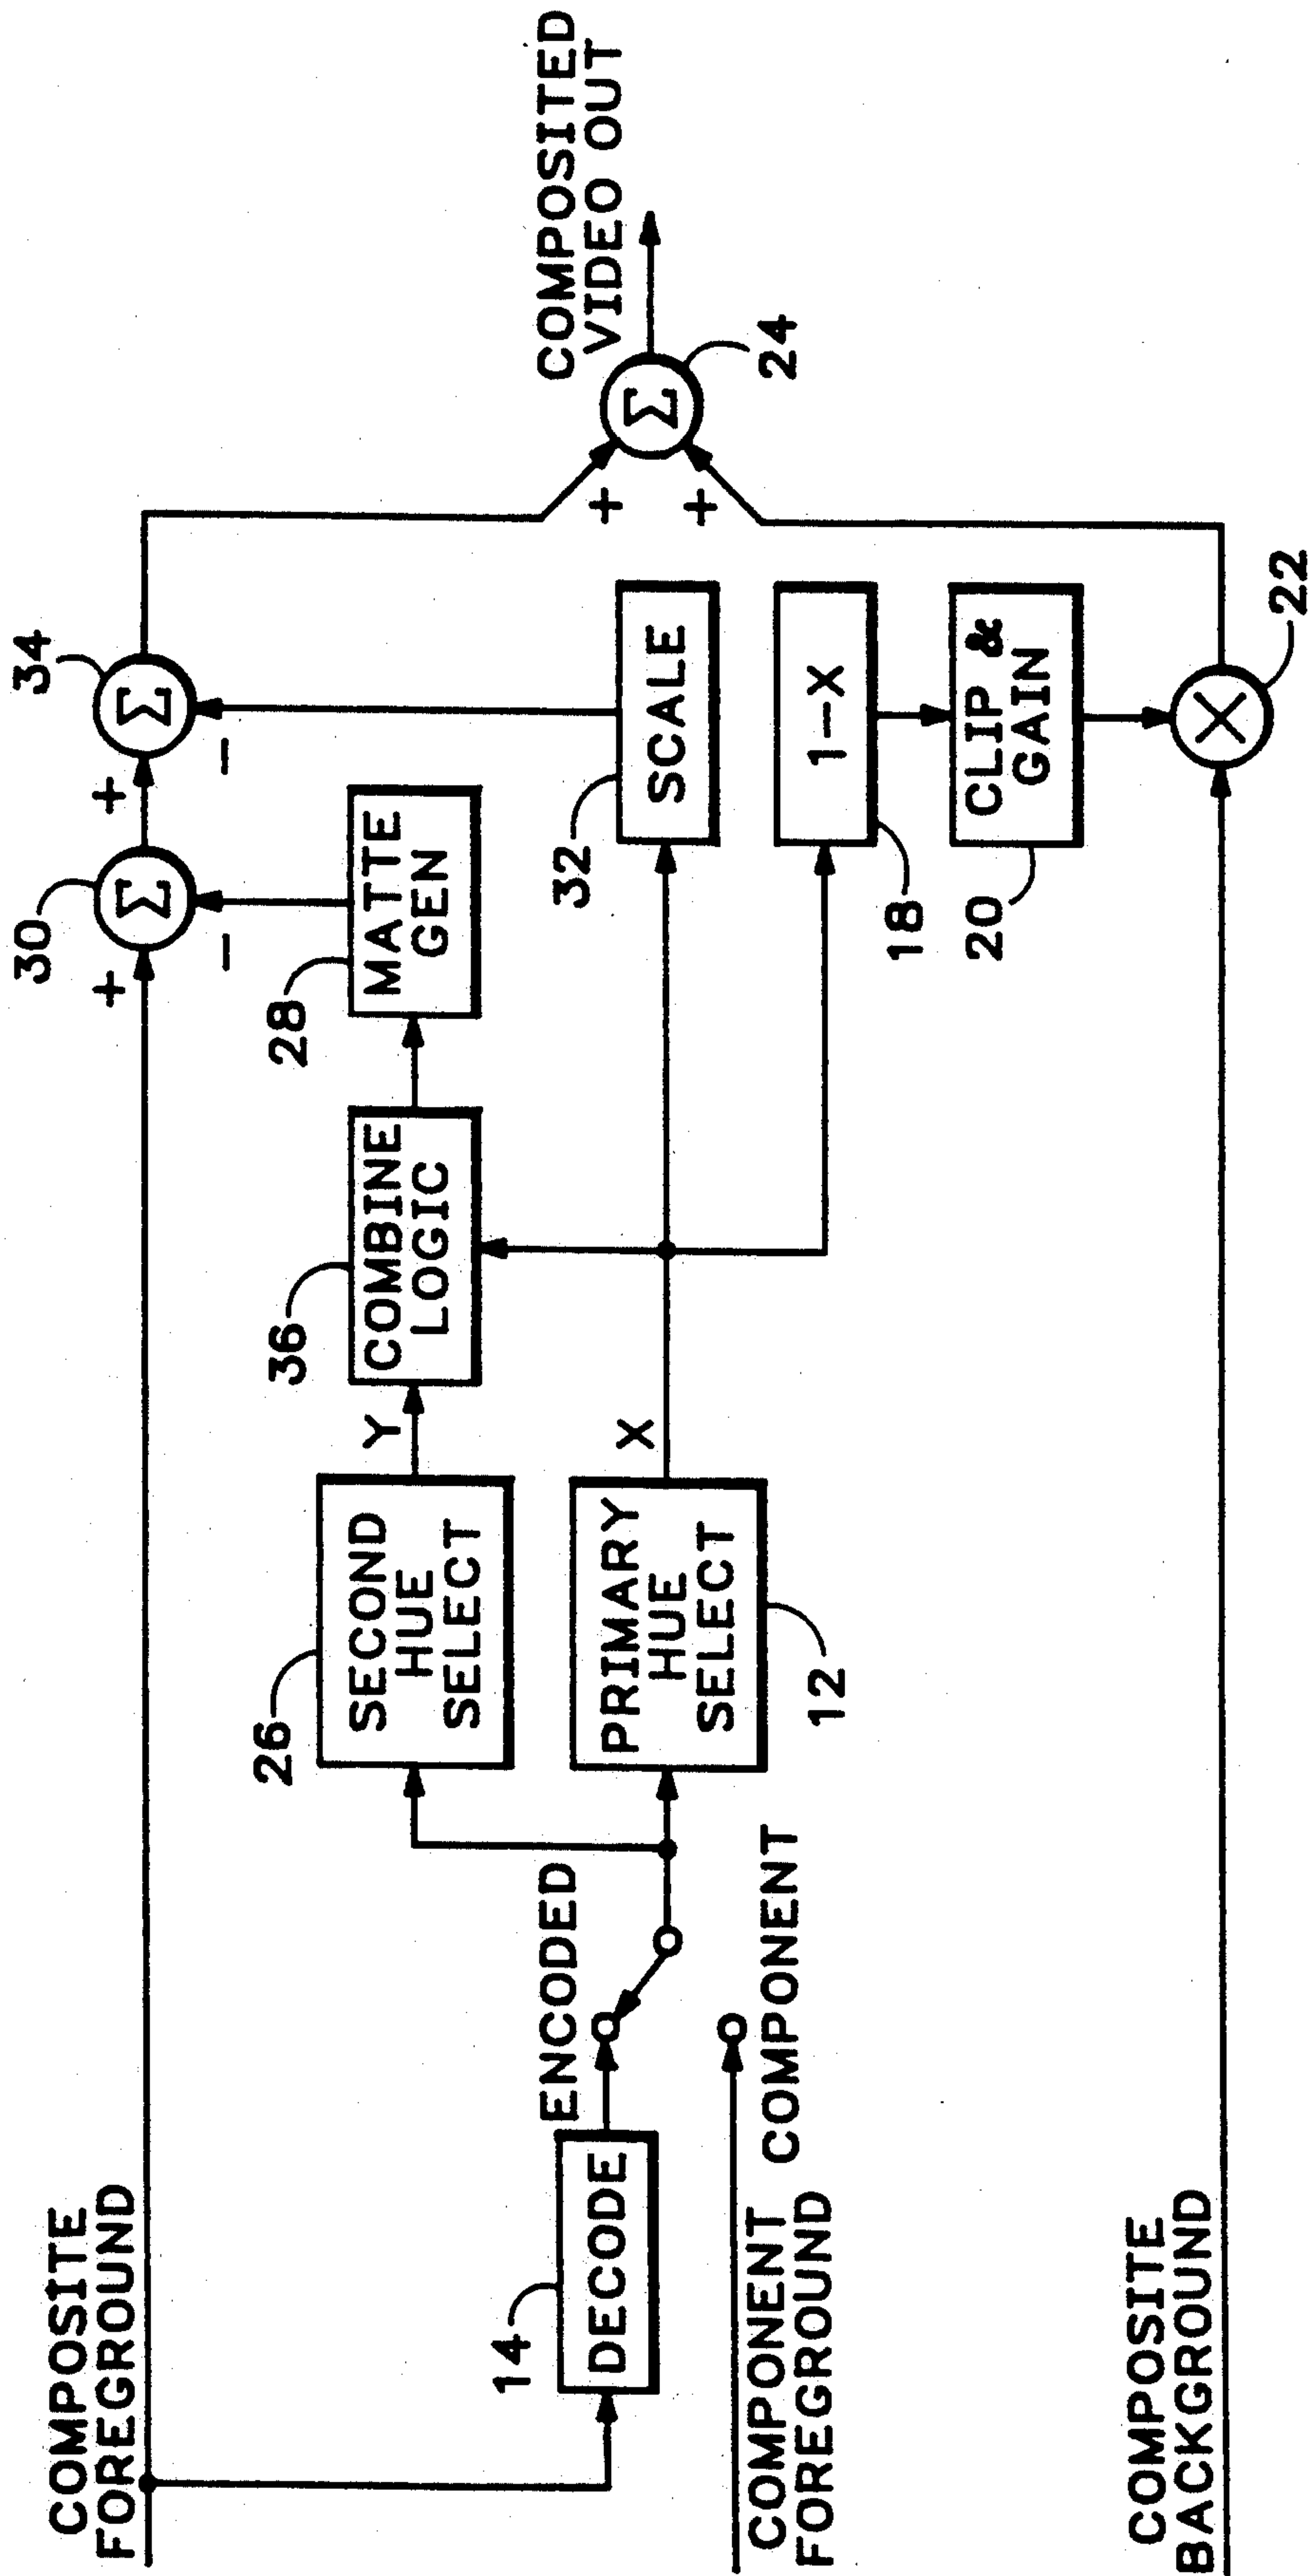 COMPOSITE
FOREGROUND
30
+
Σ
-
+
34
Σ
-
28
MATTE
GEN
36
COMBINE
LOGIC
26
SECOND
HUE
SELECT
Y
PRIMARY
HUE
SELECT
12
X
14
DECODE
ENCODED
COMPONENT
COMPONENT
FOREGROUND
32
SCALE
18
1-X
20
CLIP &
GAIN
COMPOSITE
BACKGROUND
22
X
+
+
Σ
24
COMPOSITED
VIDEO OUT